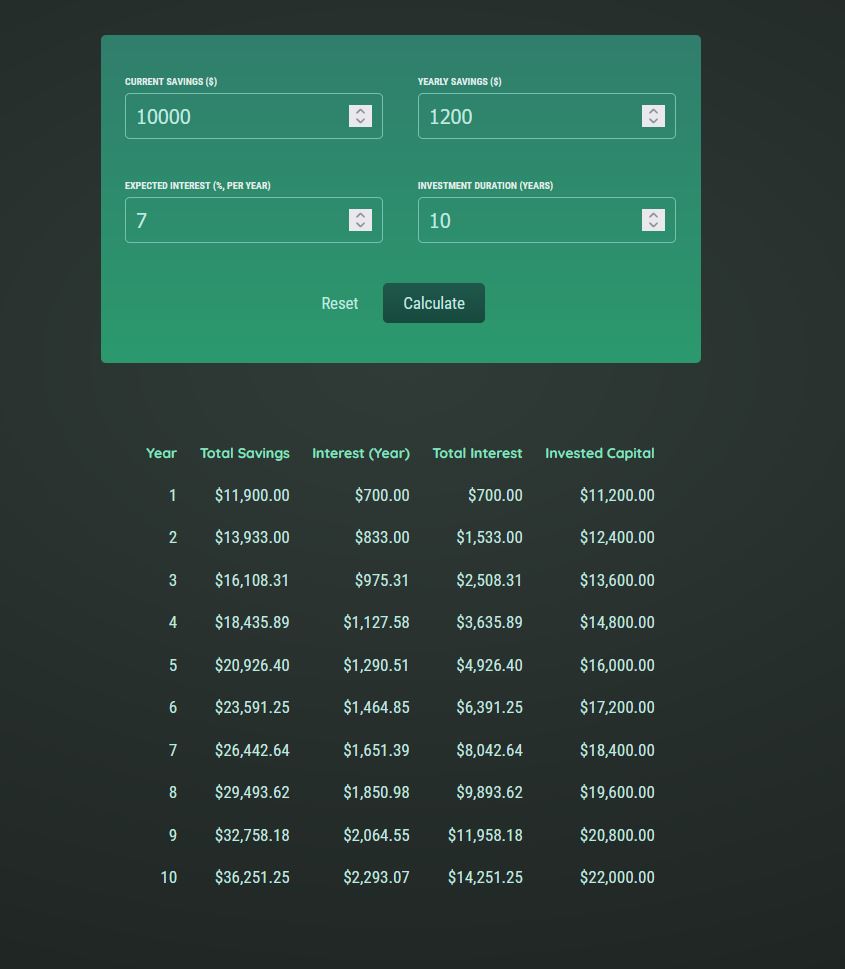 CURRENT SAVINGS ($) YEARLY SAVINGS ($)
10000 1200
EXPECTED INTEREST (%, PER YEAR) INVESTMENT DURATION (YEARS)
7 10
Reset Calculate
Year Total Savings Interest (Year) Total Interest Invested Capital
1 $11,900.00 $700.00 $700.00 $11,200.00
2 $13,933.00 $833.00 $1,533.00 $12,400.00
3 $16,108.31 $975.31 $2,508.31 $13,600.00
4 $18,435.89 $1,127.58 $3,635.89 $14,800.00
5 $20,926.40 $1,290.51 $4,926.40 $16,000.00
6 $23,591.25 $1,464.85 $6,391.25 $17,200.00
7 $26,442.64 $1,651.39 $8,042.64 $18,400.00
8 $29,493.62 $1,850.98 $9,893.62 $19,600.00
9 $32,758.18 $2,064.55 $11,958.18 $20,800.00
10 $36,251.25 $2,293.07 $14,251.25 $22,000.00